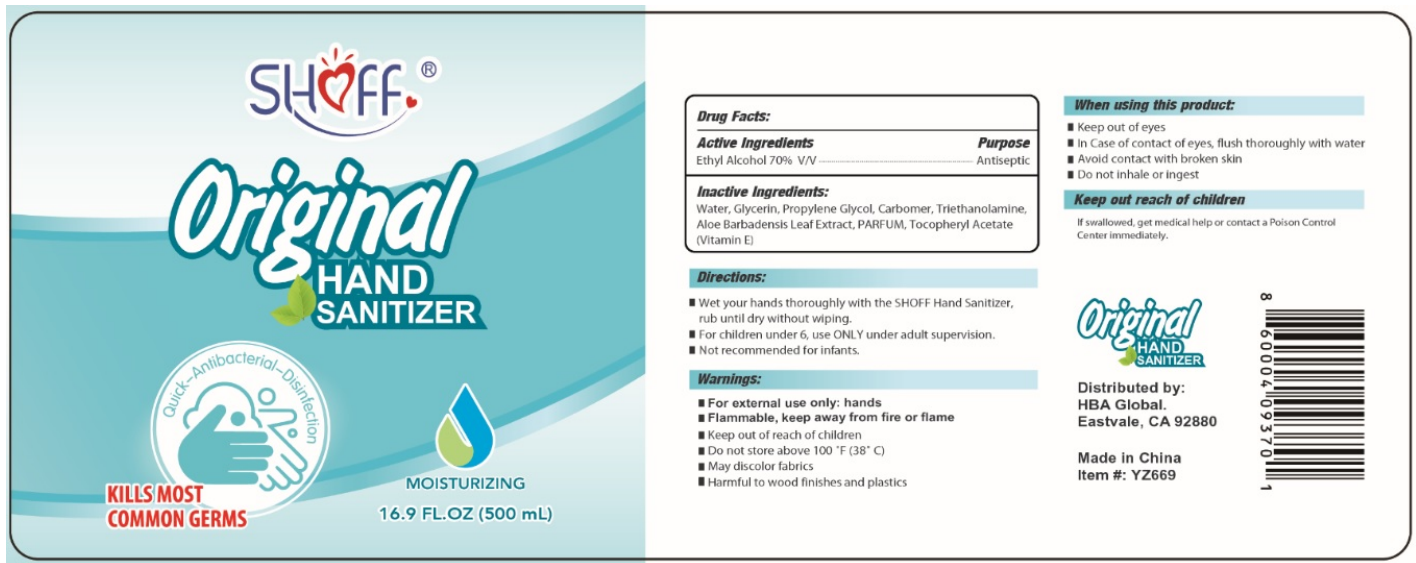 SHOFF ®
Original
HAND
SANITIZER
Quick-Antibacterial-Disinfection
KILLS MOST
COMMON GERMS
MOISTURIZING
16.9 FL.OZ (500 mL)
Drug Facts:
Active Ingredients Purpose
Ethyl Alcohol 70% V/V Antiseptic
Inactive Ingredients:
Water, Glycerin, Propylene Glycol, Carbomer, Triethanolamine,
Aloe Barbadensis Leaf Extract, PARFUM, Tocopheryl Acetate
(Vitamin E)
Directions:
■ Wet your hands thoroughly with the SHOFF Hand Sanitizer,
rub until dry without wiping.
■ For children under 6, use ONLY under adult supervision.
■ Not recommended for infants.
Warnings:
■ For external use only: hands
■ Flammable, keep away from fire or flame
■ Keep out of reach of children
■ Do not store above 100 °F (38° C)
■ May discolor fabrics
■ Harmful to wood finishes and plastics
When using this product:
■ Keep out of eyes
■ In Case of contact of eyes, flush thoroughly with water
■ Avoid contact with broken skin
■ Do not inhale or ingest
Keep out reach of children
If swallowed, get medical help or contact a Poison Control
Center immediately.
Original
HAND
SANITIZER
Distributed by:
HBA Global.
Eastvale, CA 92880
Made in China
Item #: YZ669
8 60004 09370 1